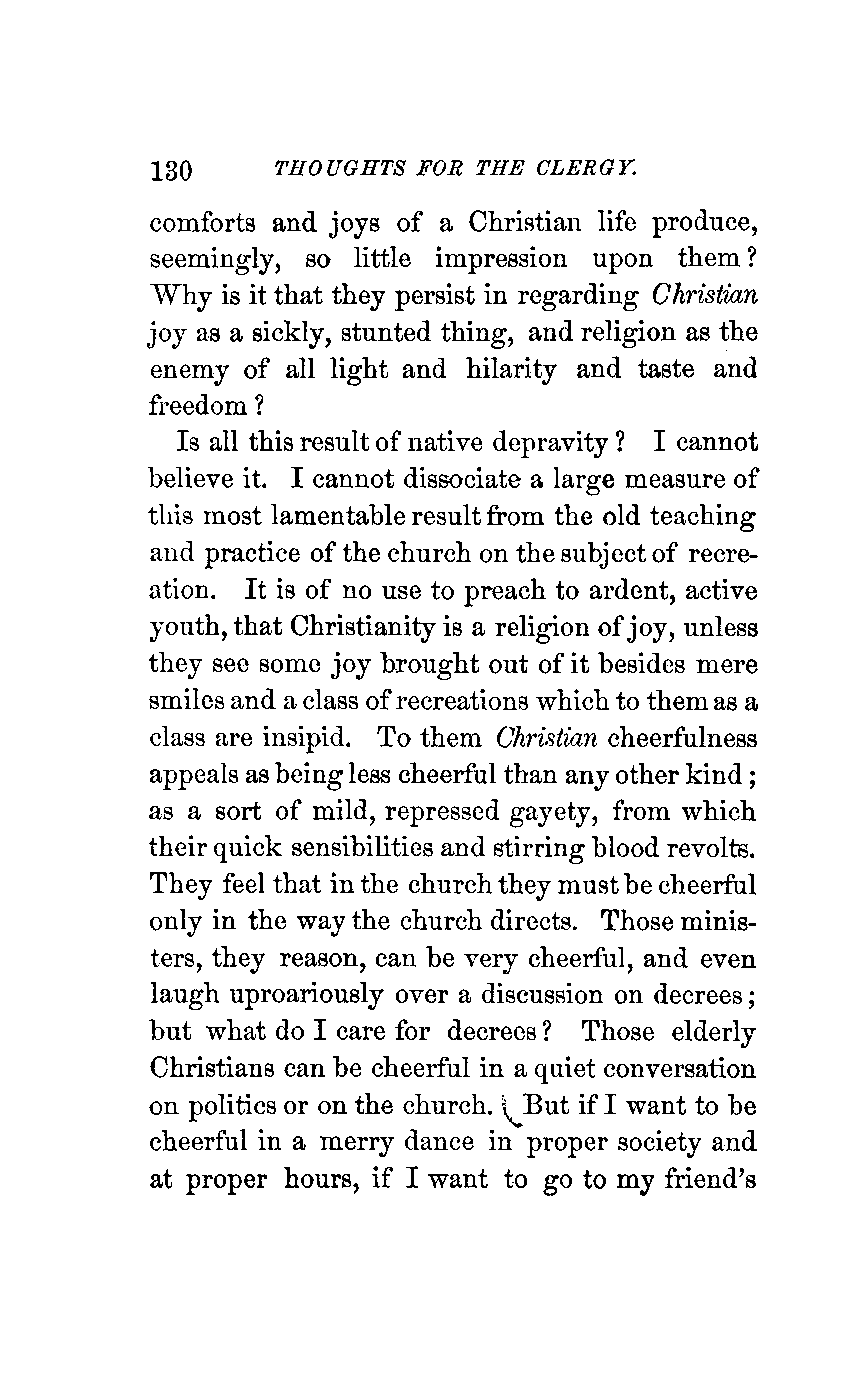 130 THOUGHTS FOR THE CLERGY.
comforts and joys of a Christian life produce,
seemingly, so little impression upon them?
Why is it that they persist in regarding Christian
joy as a sickly, stunted thing, and religion as the
enemy of all light and hilarity and taste and
freedom?
Is all this result of native depravity? I cannot
believe it. I cannot dissociate a large measure of
this most lamentable result from the old teaching
and practice of the church on the subject of recre-
ation. It is of no use to preach to ardent, active
youth, that Christianity is a religion of joy, unless
they see some joy brought out of it besides mere
smiles and a class of recreations which to them as a
class are insipid. To them Christian cheerfulness
appeals as being less cheerful than any other kind;
as a sort of mild, repressed gayety, from which
their quick sensibilities and stirring blood revolts.
They feel that in the church they must be cheerful
only in the way the church directs. Those minis-
ters, they reason, can be very cheerful, and even
laugh uproariously over a discussion on decrees;
but what do I care for decrees? Those elderly
Christians can be cheerful in a quiet conversation
on politics or on the church. But if I want to be
cheerful in a merry dance in proper society and
at proper hours, if I want to go to my friend's